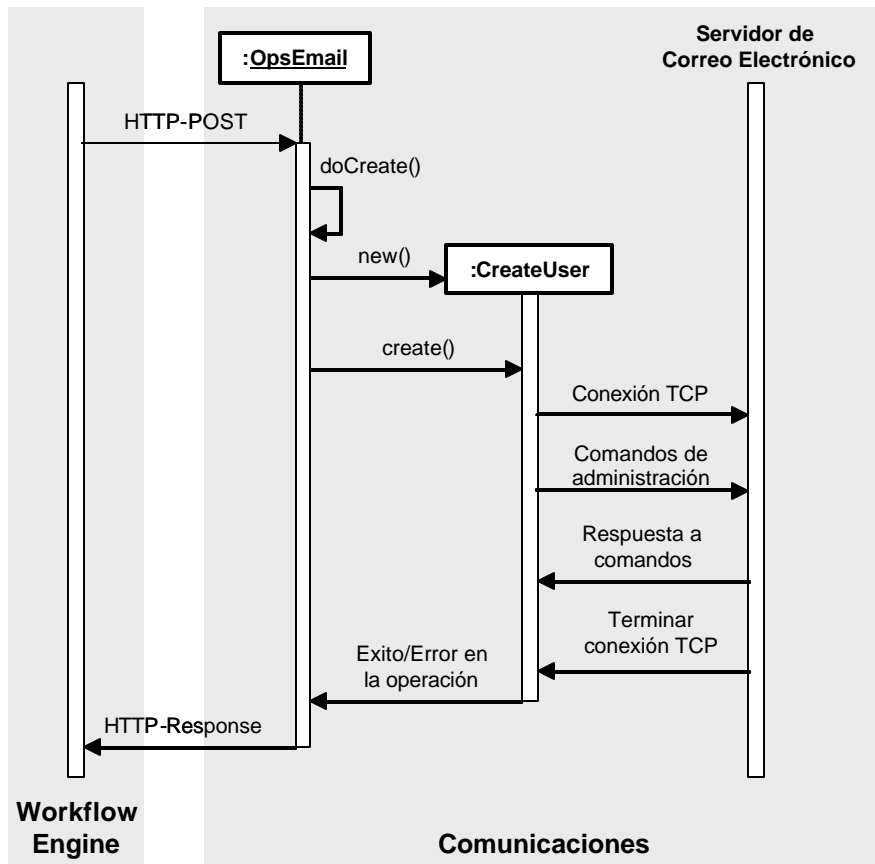 Servidor de
Correo Electrónico
:OpsEmail
HTTP-POST
doCreate()
new()
:CreateUser
create()
Conexión TCP
Comandos de
administración
Respuesta a
comandos
Terminar
conexión TCP
Exito/Error en
la operación
HTTP-Response
Workflow
Engine
Comunicaciones